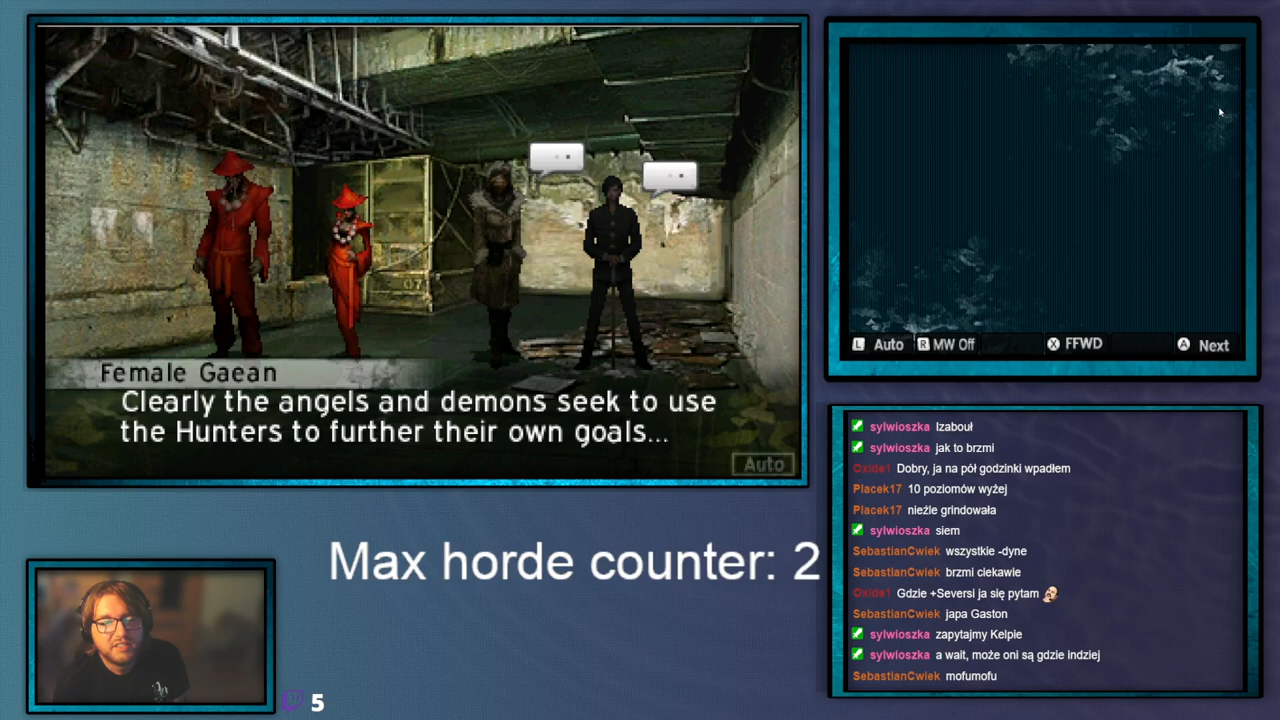 07
Female Gaean
Clearly the angels and demons seek to use
the Hunters to further their own goals...
Auto
L Auto R MW Off X FFWD A Next
Max horde counter: 2
5
sylwioszka Izabouł
sylwioszka jak to brzmi
Oxide1 Dobry, ja na pół godzinki wpadłem
Placek17 10 poziomów wyżej
Placek17 nieźle grindowała
sylwioszka siem
SebastianCwiek wszystkie -dyne
SebastianCwiek brzmi ciekawie
Oxide1 Gdzie +Seversi ja się pytam
SebastianCwiek japa Gaston
sylwioszka zapytajmy Kelpie
sylwioszka a wait, może oni są gdzie indziej
SebastianCwiek mofumofu